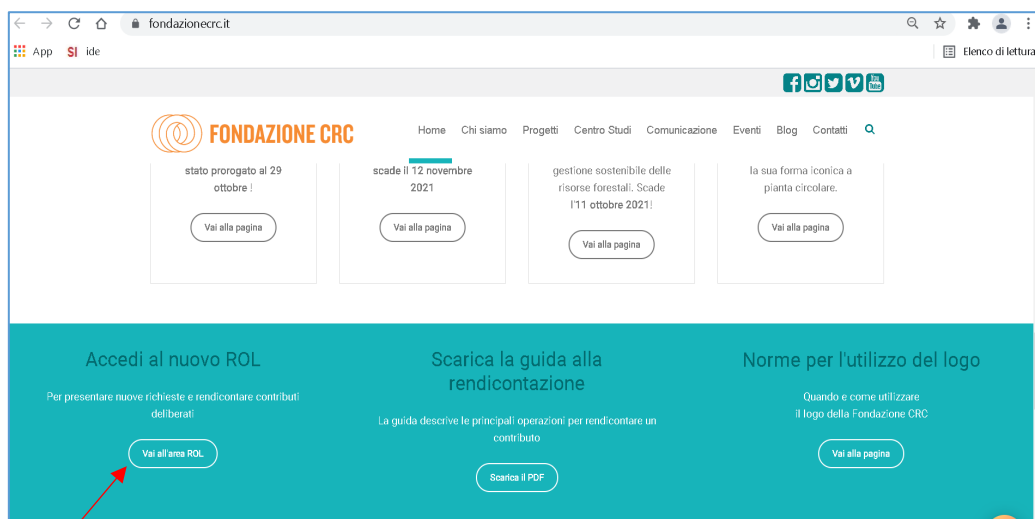 fondazionecrc.it
App SI ide Elenco di lettura
You Tube
FONDAZIONE CRC
Home Chi siamo Progetti Centro Studi Comunicazione Eventi Blog Contatti
stato prorogato al 29
ottobre !
Vai alla pagina
scade il 12 novembre
2021
Vai alla pagina
gestione sostenibile delle
risorse forestali. Scade
l'11 ottobre 2021!
Vai alla pagina
la sua forma iconica a
pianta circolare.
Vai alla pagina
Accedi al nuovo ROL
Per presentare nuove richieste e rendicontare contributi
deliberati
Vai all'area ROL
Scarica la guida alla
rendicontazione
La guida descrive le principali operazioni per rendicontare un
contributo
Scarica il PDF
Norme per l'utilizzo del logo
Quando e come utilizzare
il logo della Fondazione CRC
Vai alla pagina